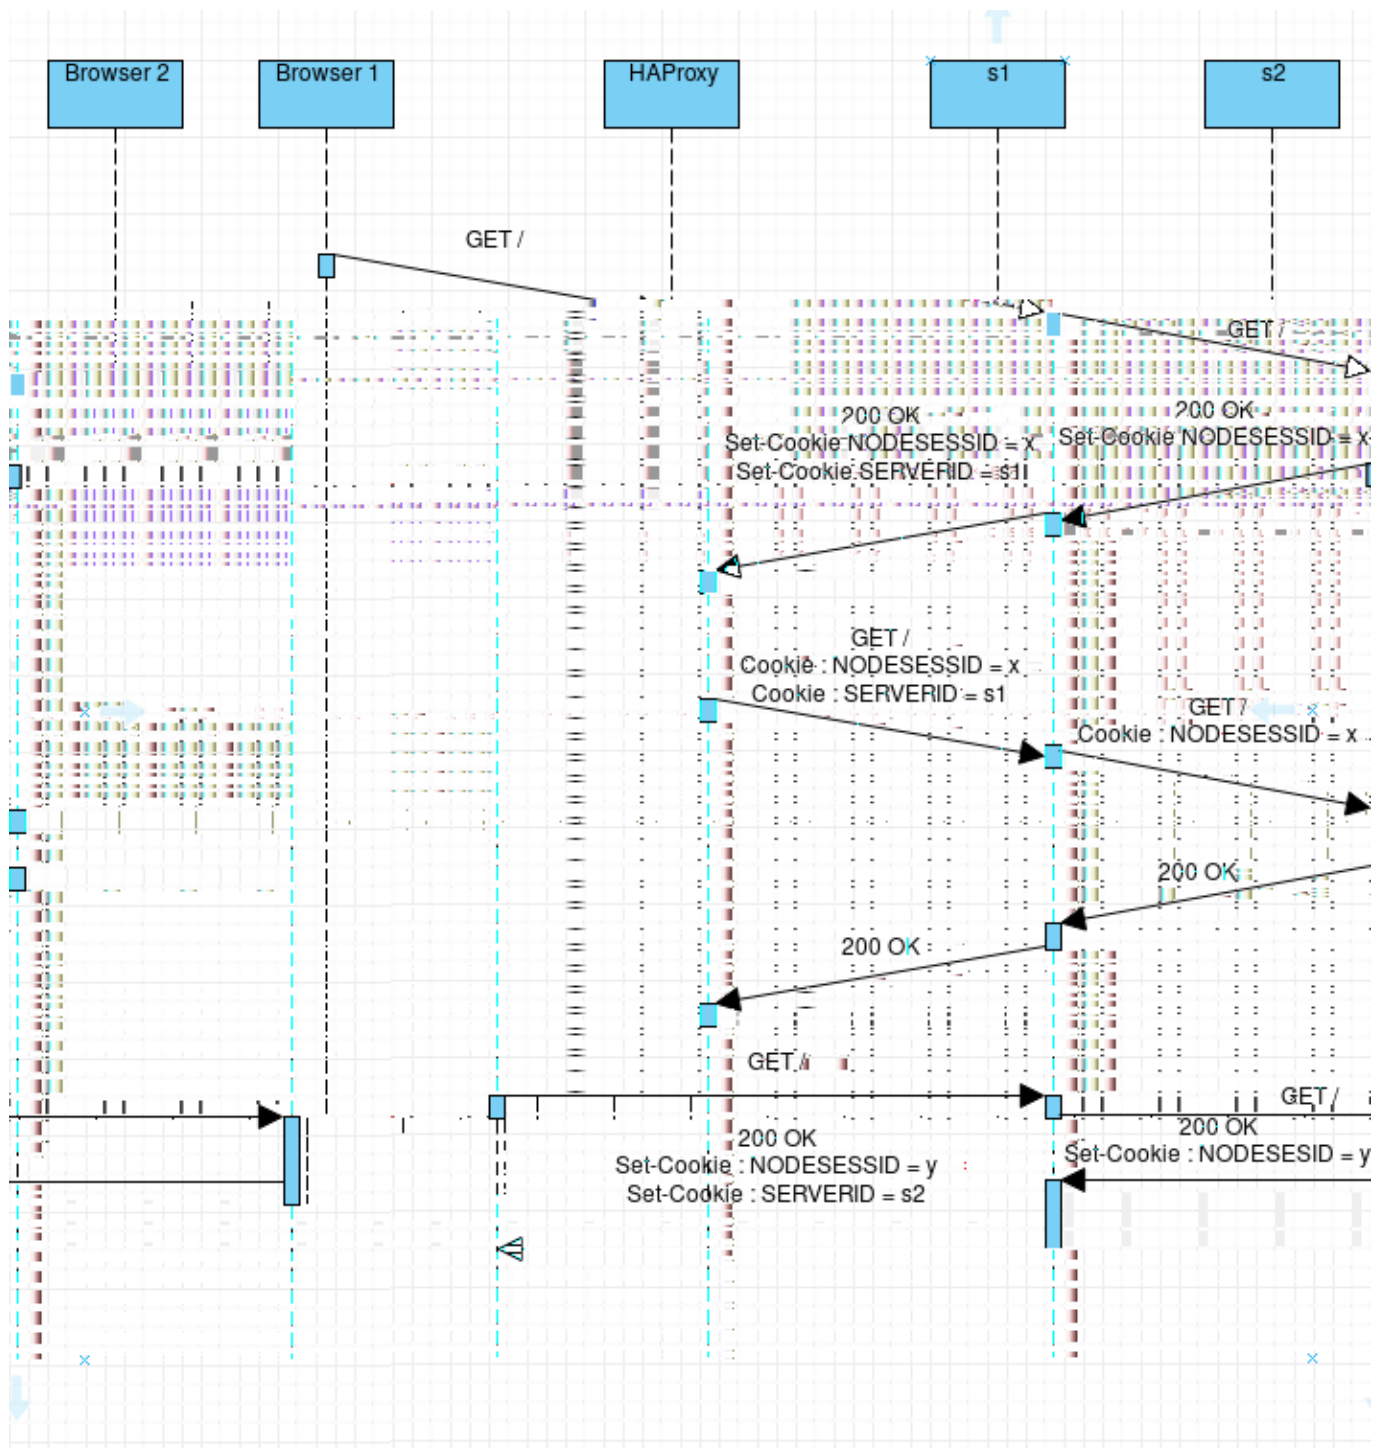 Browser 2
Browser 1
HAProxy
s1
s2
GET /
GET /
200 OK
Set-Cookie NODESESSID = x
Set-Cookie SERVERID = s1
200 OK
Set-Cookie NODESESSID = x
GET /
Cookie : NODESESSID = x
Cookie : SERVERID = s1
GET /
Cookie : NODESESSID = x
200 OK
200 OK
GET /
GET /
200 OK
Set-Cookie : NODESESSID = y
Set-Cookie : SERVERID = s2
200 OK
Set-Cookie : NODESESID = y